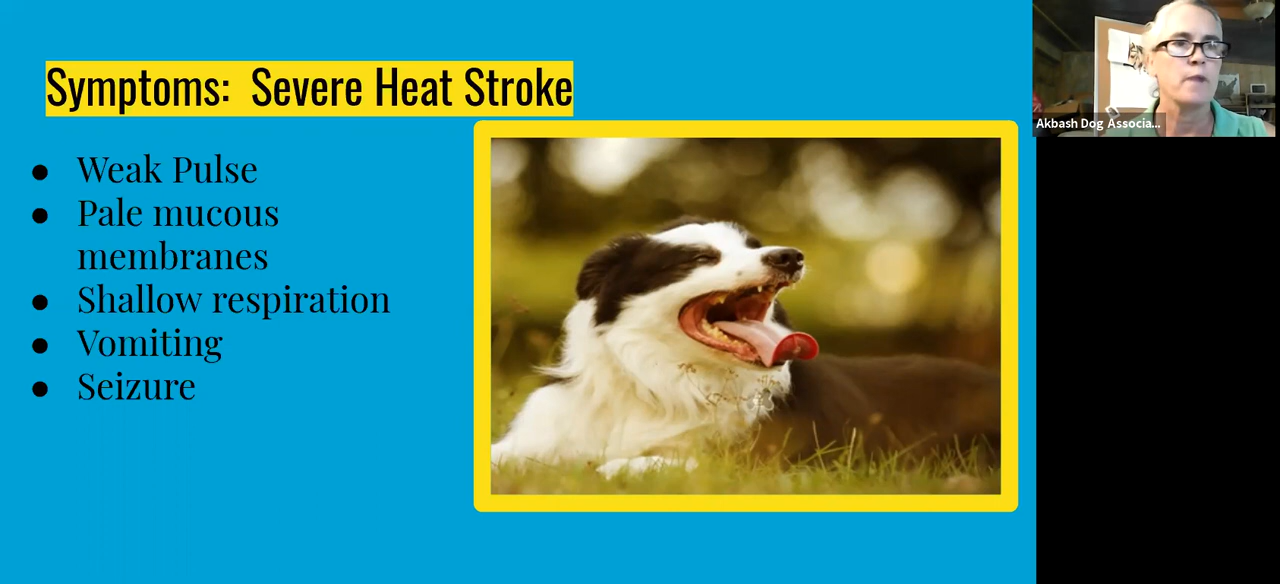 Symptoms: Severe Heat Stroke
● Weak Pulse
● Pale mucous
membranes
● Shallow respiration
● Vomiting
● Seizure
Akbash Dog Associa...